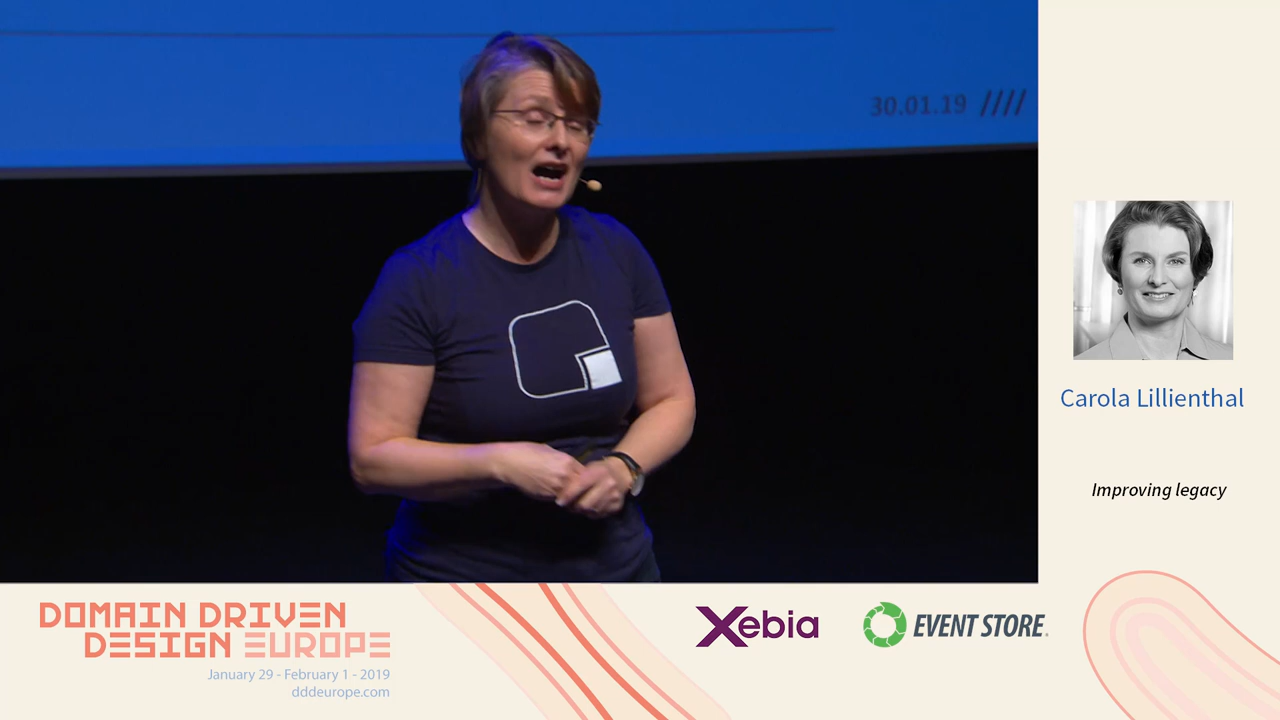 30.01.19 ////
Carola Lillienthal
Improving legacy
DOMAIN DRIVEN
DESIGN EUROPE
January 29 - February 1 - 2019
dddeurope.com
Xebia
EVENT STORE.